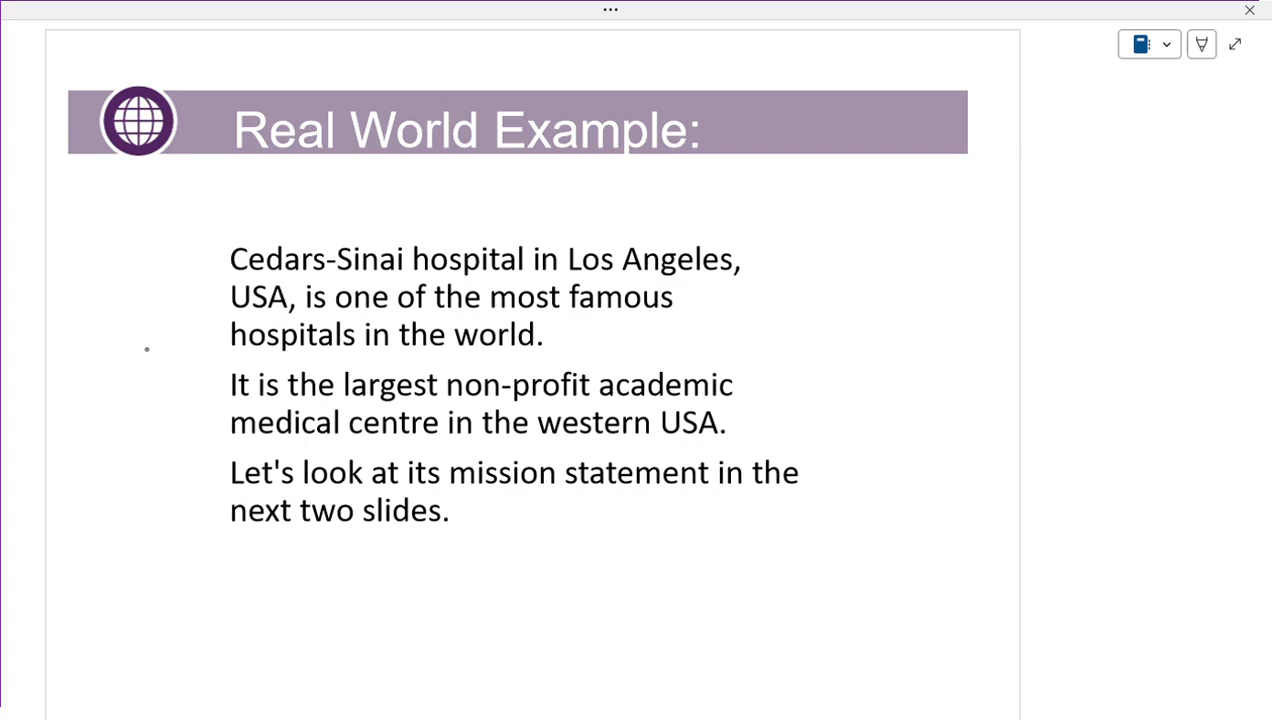 Real World Example:
Cedars-Sinai hospital in Los Angeles,
USA, is one of the most famous
hospitals in the world.
It is the largest non-profit academic
medical centre in the western USA.
Let's look at its mission statement in the
next two slides.